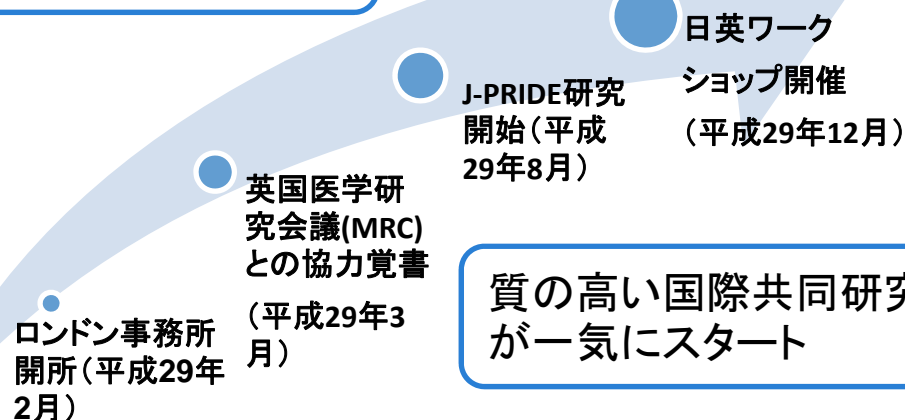 ロンドン事務所
開所（平成29年
2月）
英国医学研
究会議(MRC)
との協力覚書
（平成29年3
月）
J-PRIDE研究
開始（平成
29年8月）
日英ワーク
ショップ開催
（平成29年12月）
質の高い国際共同研究
が一気にスタート